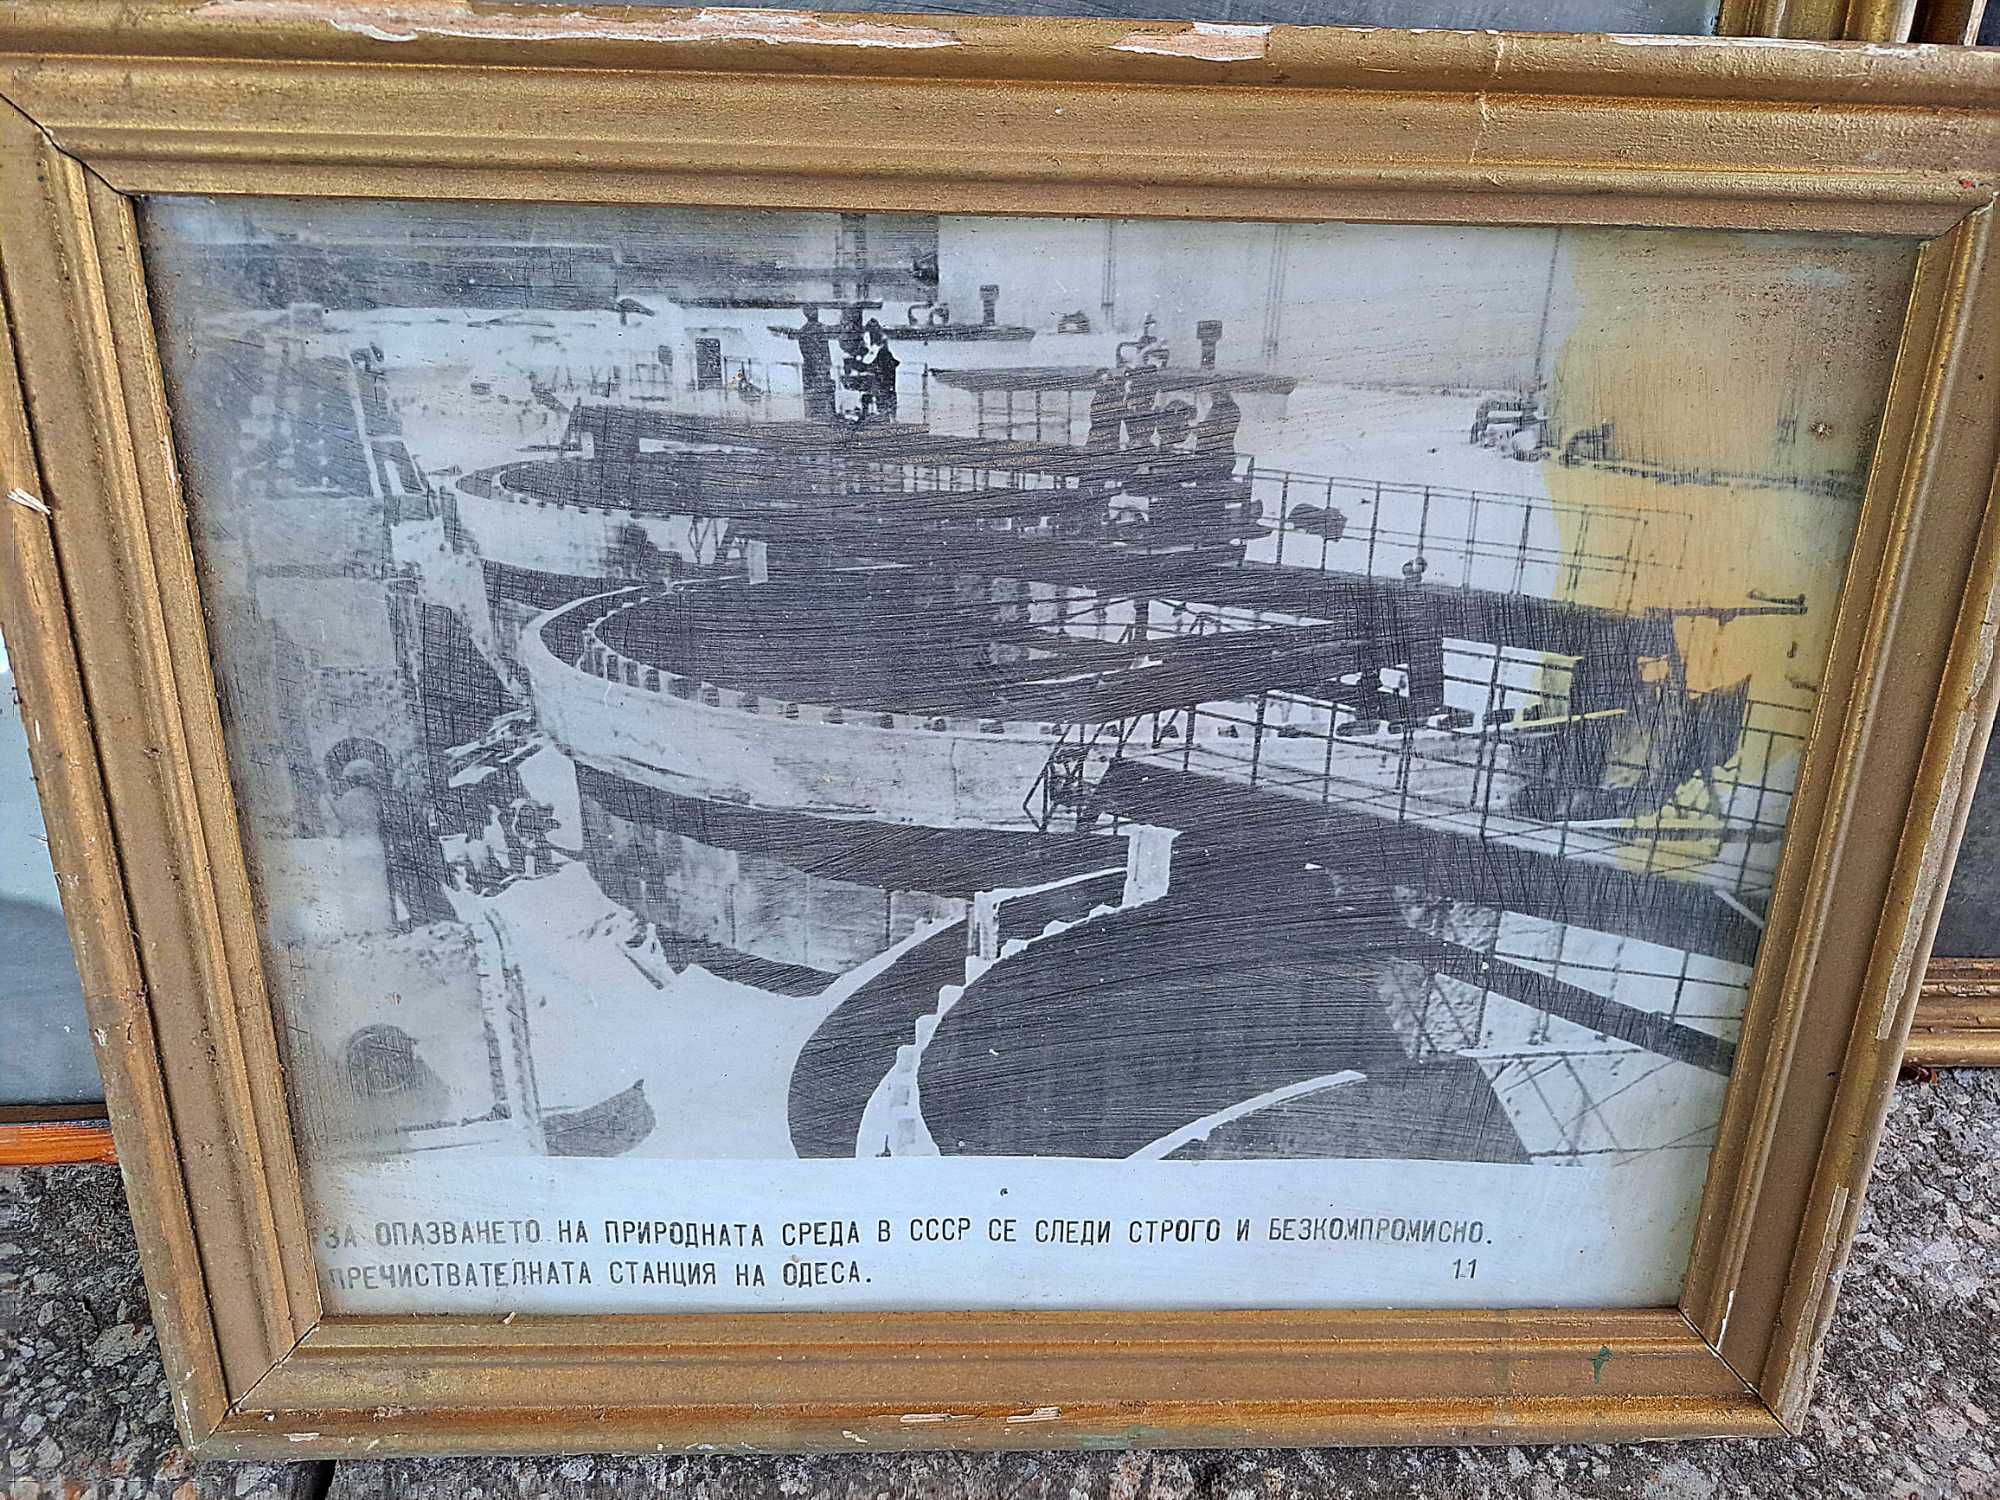 ЗА ОПАЗВАНЕТО НА ПРИРОДНАТА СРЕДА В СССР СЕ СЛЕДИ СТРОГО И БЕЗКОМПРОМИСНО.
ПРЕЧИСТВАТЕЛНАТА СТАНЦИЯ НА ОДЕСА. 11